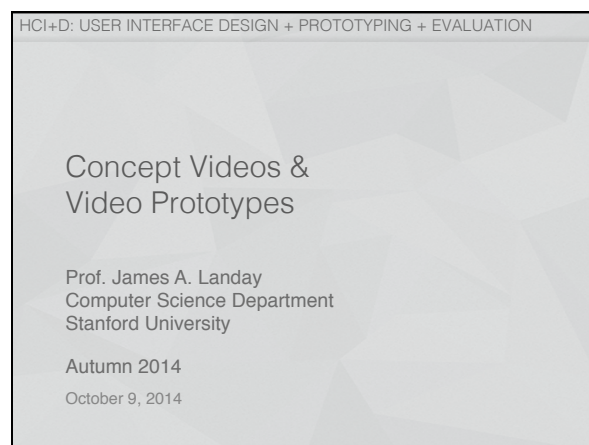 HCI+D: USER INTERFACE DESIGN + PROTOTYPING + EVALUATION
Concept Videos &
Video Prototypes
Prof. James A. Landay
Computer Science Department
Stanford University
Autumn 2014
October 9, 2014